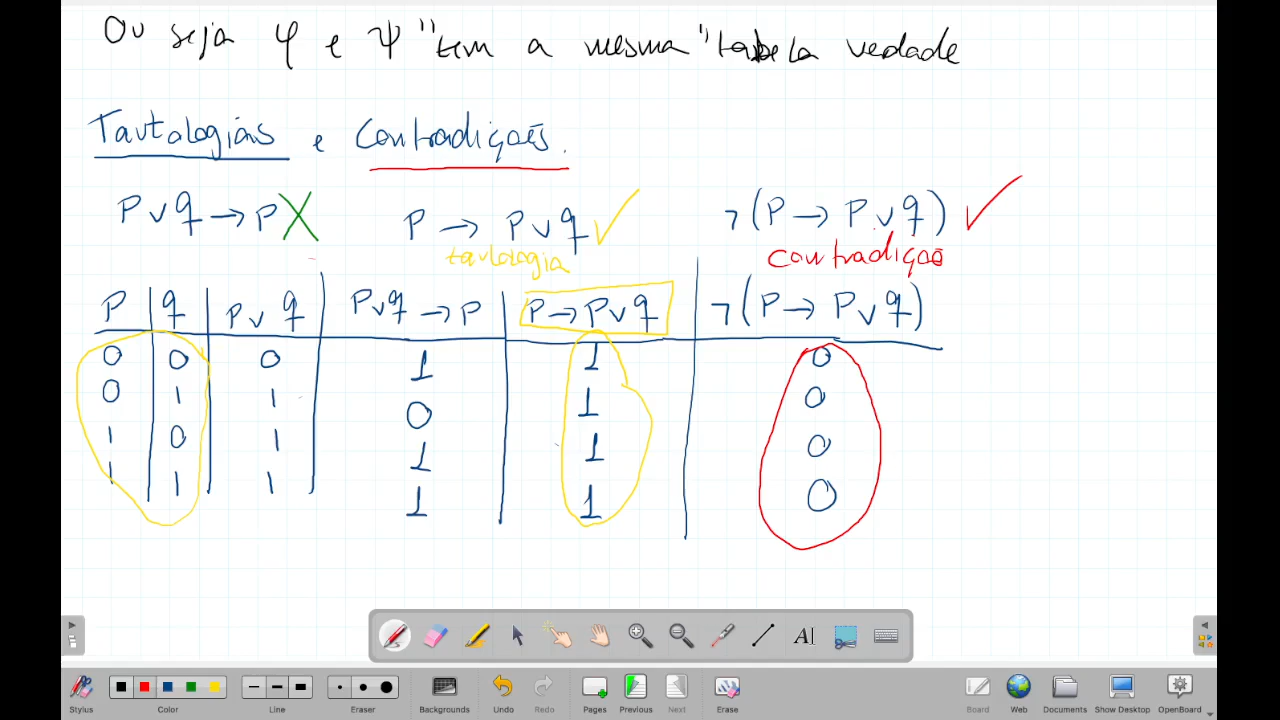 Ou seja φ e ψ "tem a mesma" tabela vedade
Tautologians e Contradições.
P v q → P X
P → P v q ✓
¬(P → P v q) ✓
tautologia
contradição
P q P v q P v q → P P → P v q ¬(P → P v q)
0 0 0 1 1 0
0 1 1 0 1 0
1 0 1 1 1 0
1 1 1 1 1 0
Stylus Color Line Eraser Backgrounds Undo Redo Pages Previous Next Erase Board Web Documents Show Desktop OpenBoard